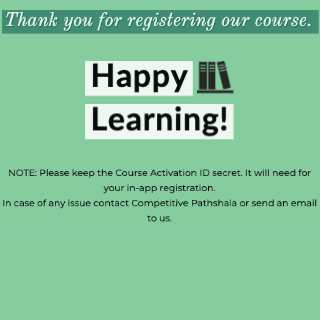 Thank you for registering our course.
Happy
Learning!
NOTE: Please keep the Course Activation ID secret. It will need for
your in-app registration.
In case of any issue contact Competitive Pathshala or send an email
to us.